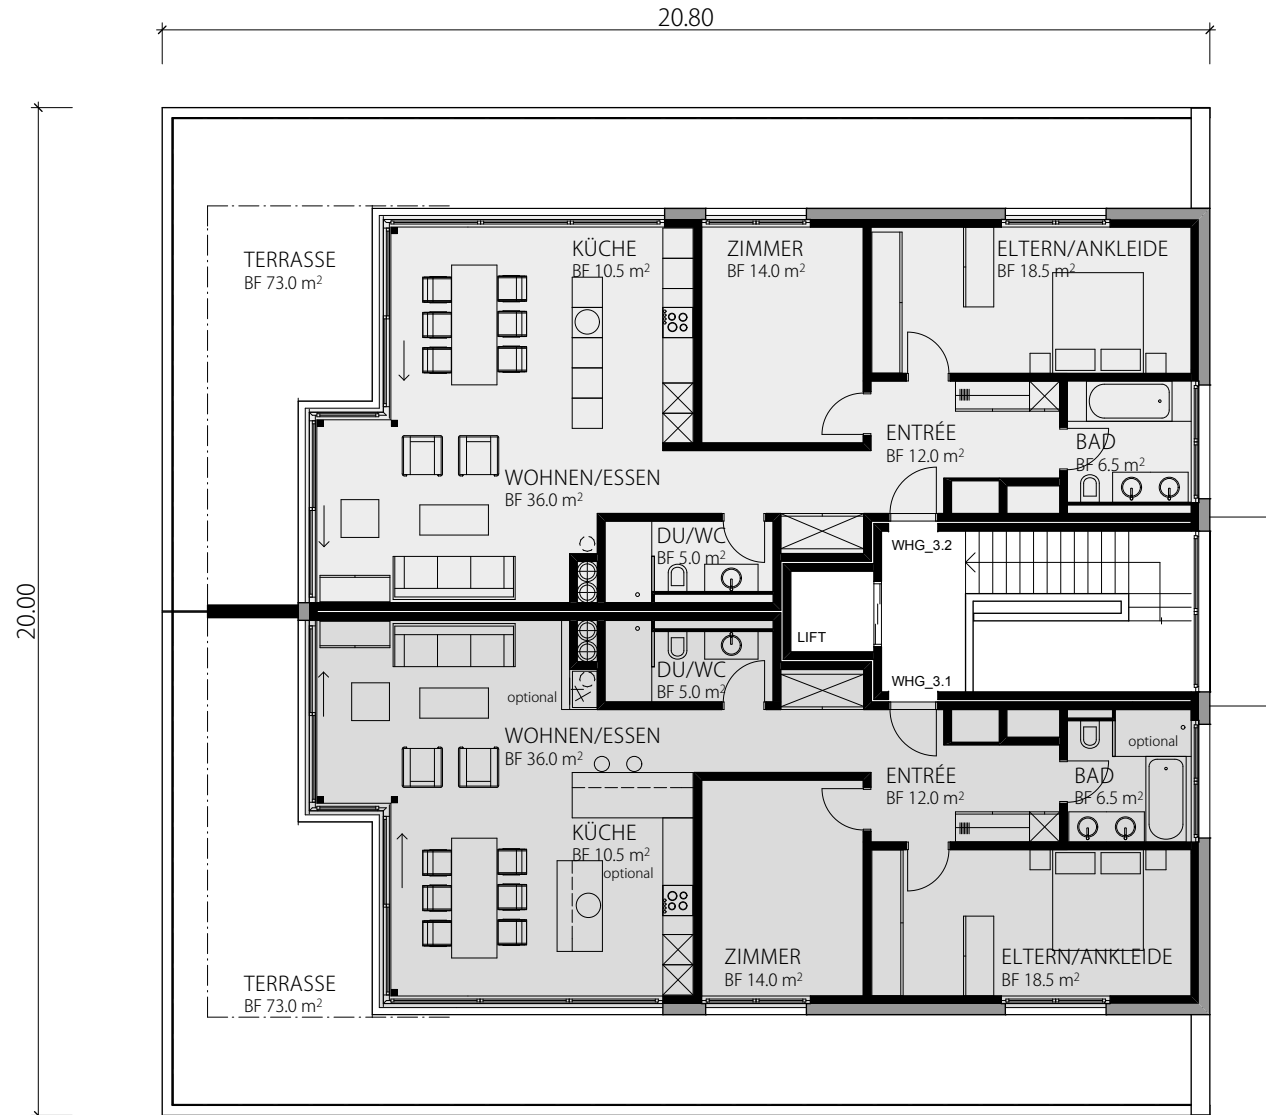 20.80
20.00
TERRASSE
BF 73.0 m²
KÜCHE
BF 10.5 m²
ZIMMER
BF 14.0 m²
ELTERN/ANKLEIDE
BF 18.5 m²
ENTRÉE
BF 12.0 m²
BAD
BF 6.5 m²
WOHNEN/ESSEN
BF 36.0 m²
DU/WC
BF 5.0 m²
WHG_3.2
LIFT
WHG_3.1
DU/WC
BF 5.0 m²
optional
WOHNEN/ESSEN
BF 36.0 m²
optional
ENTRÉE
BF 12.0 m²
BAD
BF 6.5 m²
KÜCHE
BF 10.5 m²
optional
ZIMMER
BF 14.0 m²
ELTERN/ANKLEIDE
BF 18.5 m²
TERRASSE
BF 73.0 m²